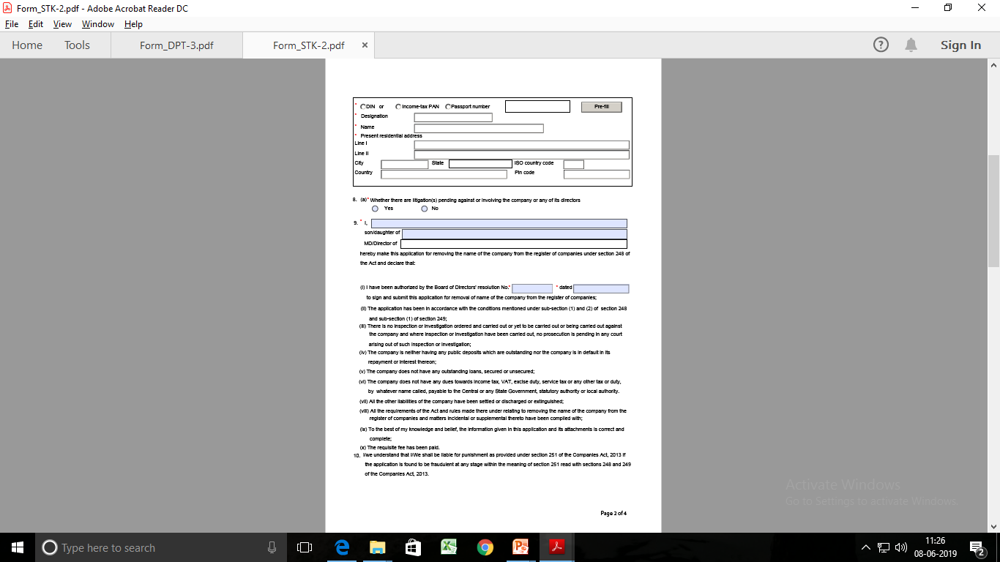 Form_STK-2.pdf - Adobe Acrobat Reader DC
File Edit View Window Help
Home Tools Form_DPT-3.pdf Form_STK-2.pdf × ? Sign In
* DIN or Income-tax PAN Passport number Pre-fill
* Designation
* Name
* Present residential address
Line I
Line II
City State ISO country code
Country Pin code
8. (a)* Whether there are litigation(s) pending against or involving the company or any of its directors
Yes No
9. * I,
son/daughter of
MD/Director of
hereby make this application for removing the name of the company from the register of companies under section 248 of
the Act and declare that:
(i) I have been authorized by the Board of Directors' resolution No.* * dated
to sign and submit this application for removal of name of the company from the register of companies;
(ii) The application has been in accordance with the conditions mentioned under sub-section (1) and (2) of section 248
and sub-section (1) of section 249;
(iii) There is no inspection or investigation ordered and carried out or yet to be carried out or being carried out against
the company and where inspection or investigation have been carried out, no prosecution is pending in any court
arising out of such inspection or investigation;
(iv) The company is neither having any public deposits which are outstanding nor the company is in default in its
repayment or interest thereon;
(v) The company does not have any outstanding loans, secured or unsecured;
(vi) The company does not have any dues towards income tax, VAT, excise duty, service tax or any other tax or duty,
by whatever name called, payable to the Central or any State Government, statutory authority or local authority.
(vii) All the other liabilities of the company have been settled or discharged or extinguished;
(viii) All the requirements of the Act and rules made there under relating to removing the name of the company from the
register of companies and matters incidental or supplemental thereto have been complied with;
(ix) To the best of my knowledge and belief, the information given in this application and its attachments is correct and
complete;
(x) The requisite fee has been paid.
10. I/we understand that I/We shall be liable for punishment as provided under section 251 of the Companies Act, 2013 if
the application is found to be fraudulent at any stage within the meaning of section 251 read with sections 248 and 249
of the Companies Act, 2013.
Activate Windows
Go to Settings to activate Windows.
Page 2 of 4
Type here to search
11:26
08-06-2019
2